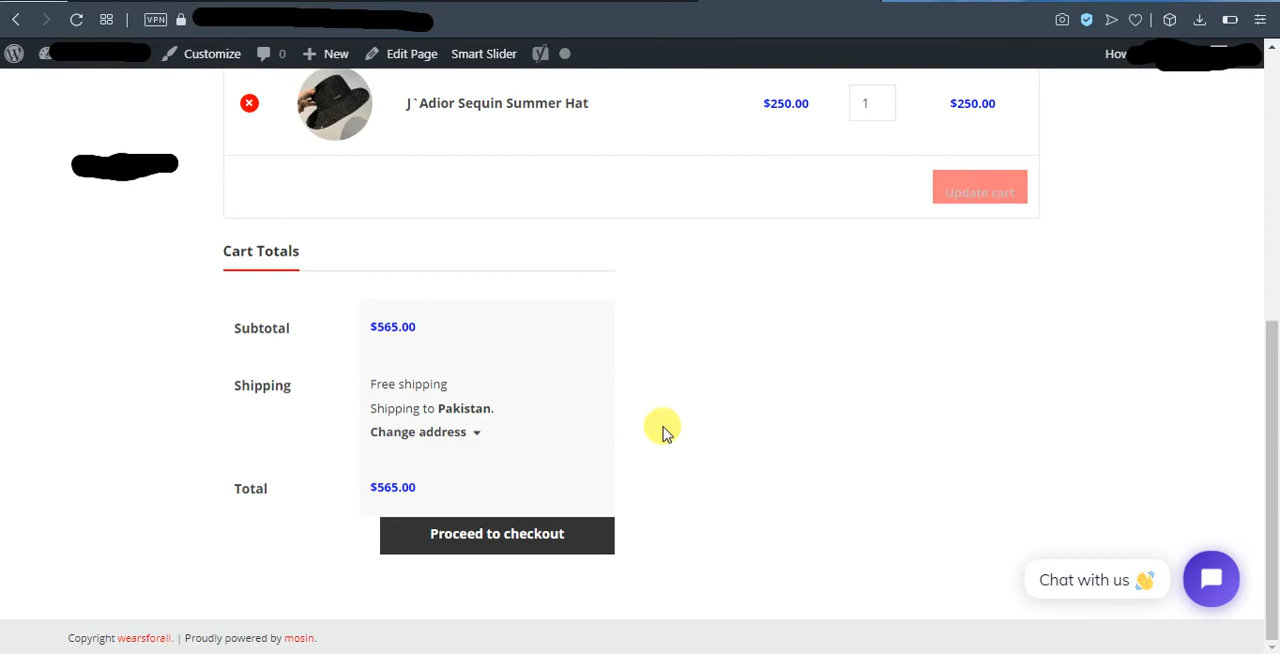 VPN
Customize 0 New Edit Page Smart Slider How
J`Adior Sequin Summer Hat $250.00 1 $250.00
Update cart
Cart Totals
Subtotal $565.00
Shipping Free shipping
Shipping to Pakistan.
Change address
Total $565.00
Proceed to checkout
Chat with us 👋
Copyright wearsforall. | Proudly powered by mosin.